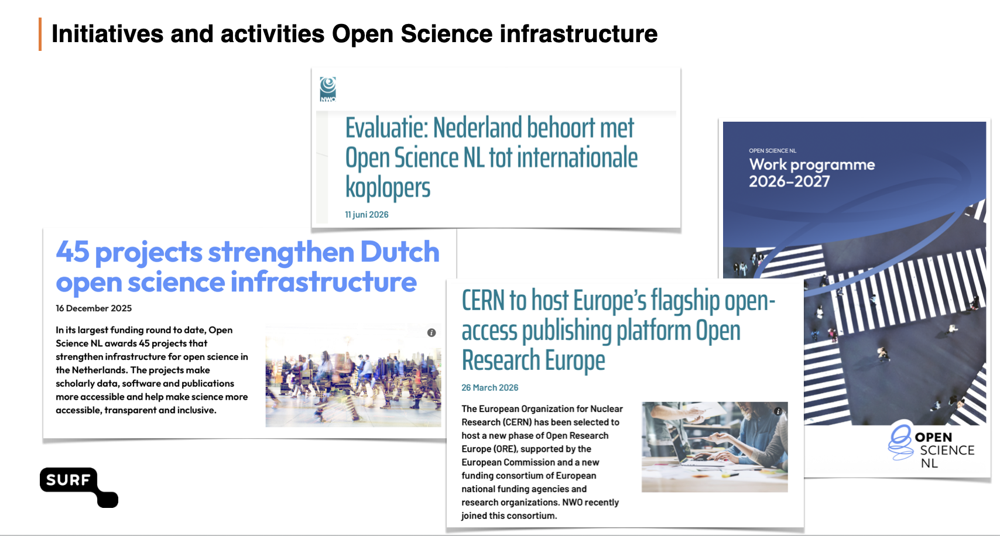 Initiatives and activities Open Science infrastructure
NWO
Evaluatie: Nederland behoort met
Open Science NL tot internationale
koplopers
11 juni 2026
OPEN SCIENCE NL
Work programme
2026–2027
45 projects strengthen Dutch
open science infrastructure
16 December 2025
In its largest funding round to date, Open
Science NL awards 45 projects that
strengthen infrastructure for open science in
the Netherlands. The projects make
scholarly data, software and publications
more accessible and help make science more
accessible, transparent and inclusive.
i
CERN to host Europe’s flagship open-
access publishing platform Open
Research Europe
26 March 2026
The European Organization for Nuclear
Research (CERN) has been selected to
host a new phase of Open Research
Europe (ORE), supported by the
European Commission and a new
funding consortium of European
national funding agencies and
research organizations. NWO recently
joined this consortium.
i
OPEN
SCIENCE
NL
SURF